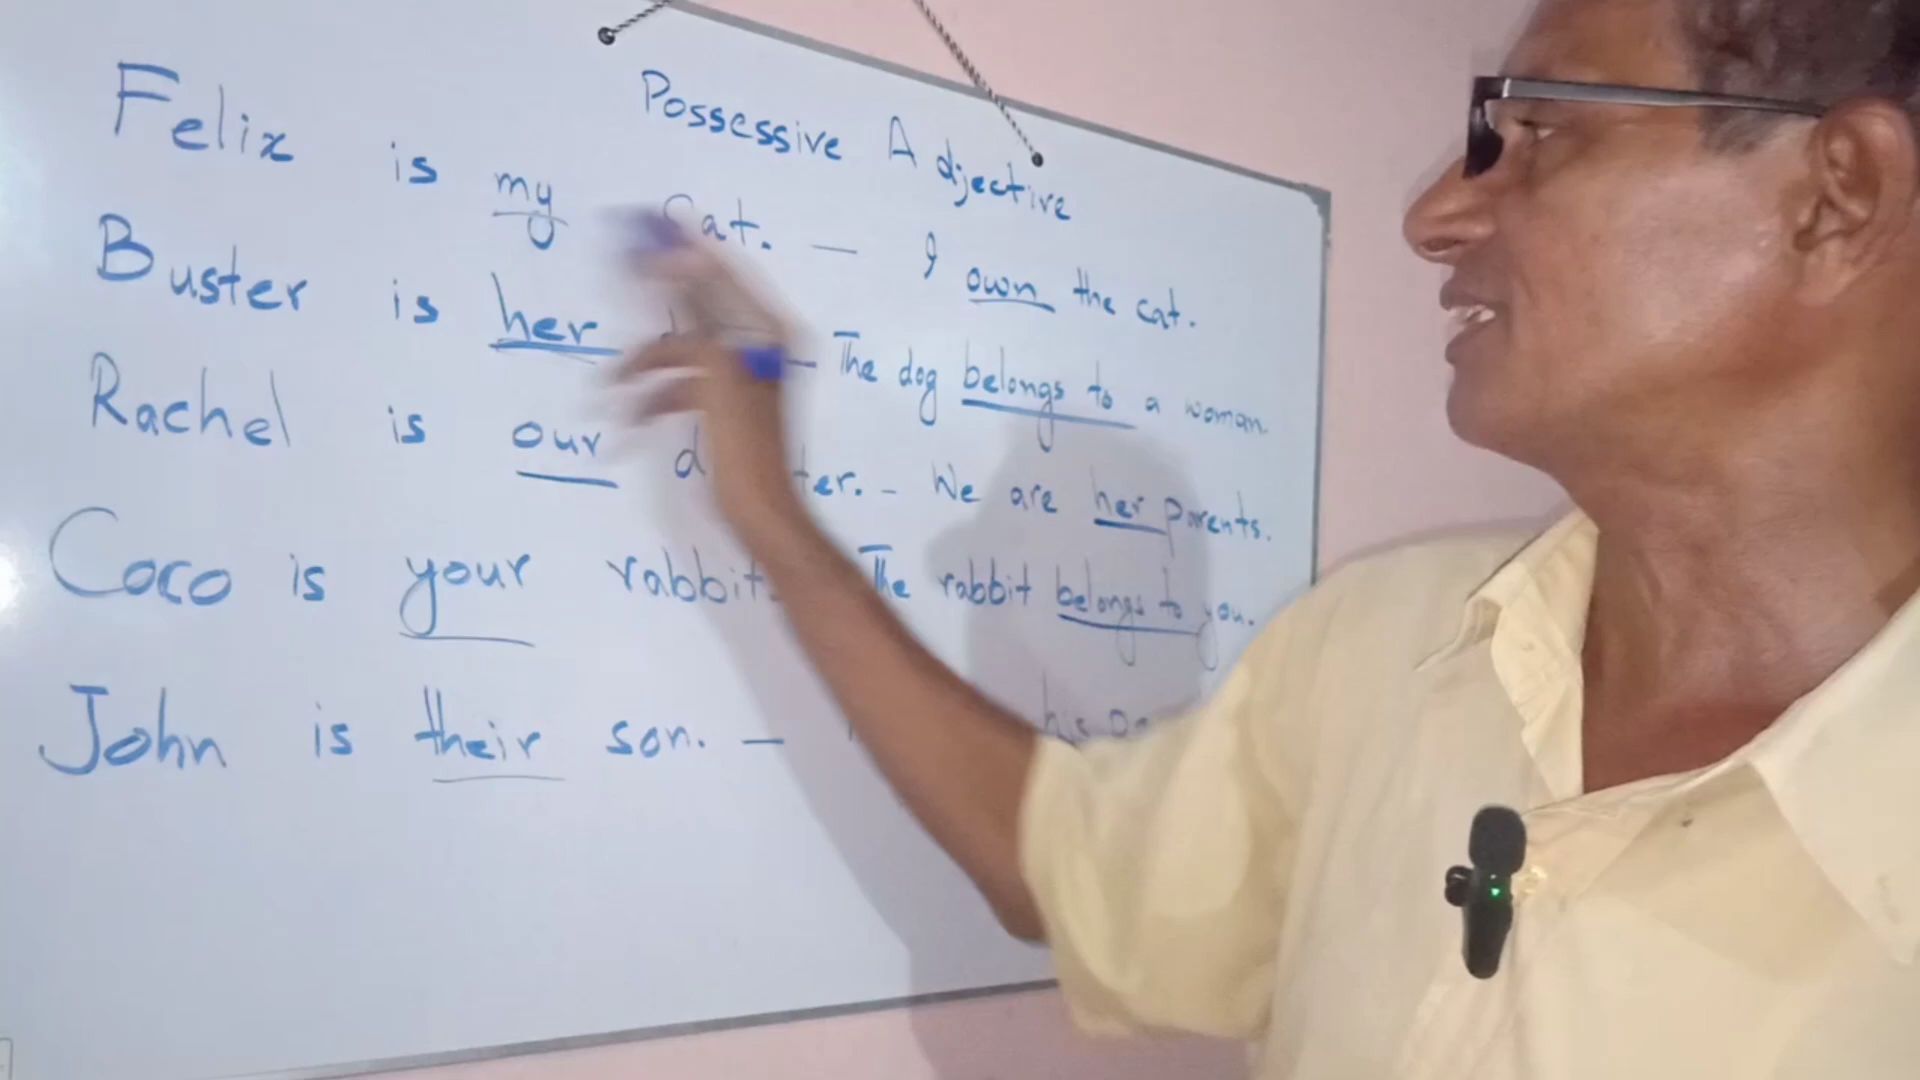 Possessive Adjective
Felix is my Cat. — I own the cat.
Buster is her — The dog belongs to a woman.
Rachel is our - We are her parents.
Coco is your rabbit. The rabbit belongs to you.
John is their son. — his